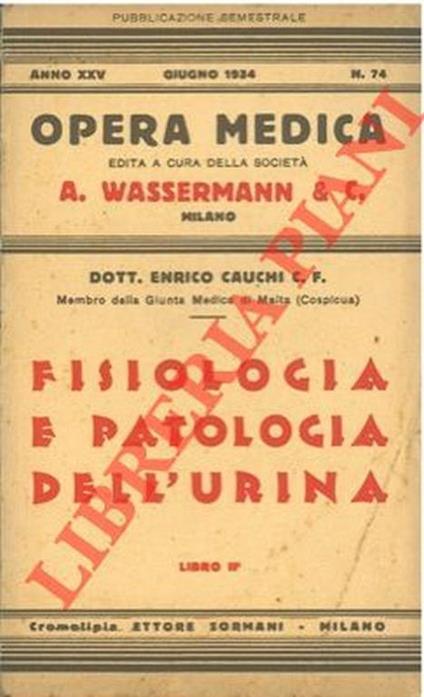 PUBBLICAZIONE SEMESTRALE
ANNO XXV GIUGNO 1934 N. 74
OPERA MEDICA
EDITA A CURA DELLA SOCIETÀ
A. WASSERMANN & C.
MILANO
DOTT. ENRICO CAUCHI C. F.
Membro della Giunta Medica di Malta (Cospicua)
FISIOLOGIA
E PATOLOGIA
DELL'URINA
LIBRO IIº
Cromotipia ETTORE SORMANI - MILANO
LIBRERIA PIANI